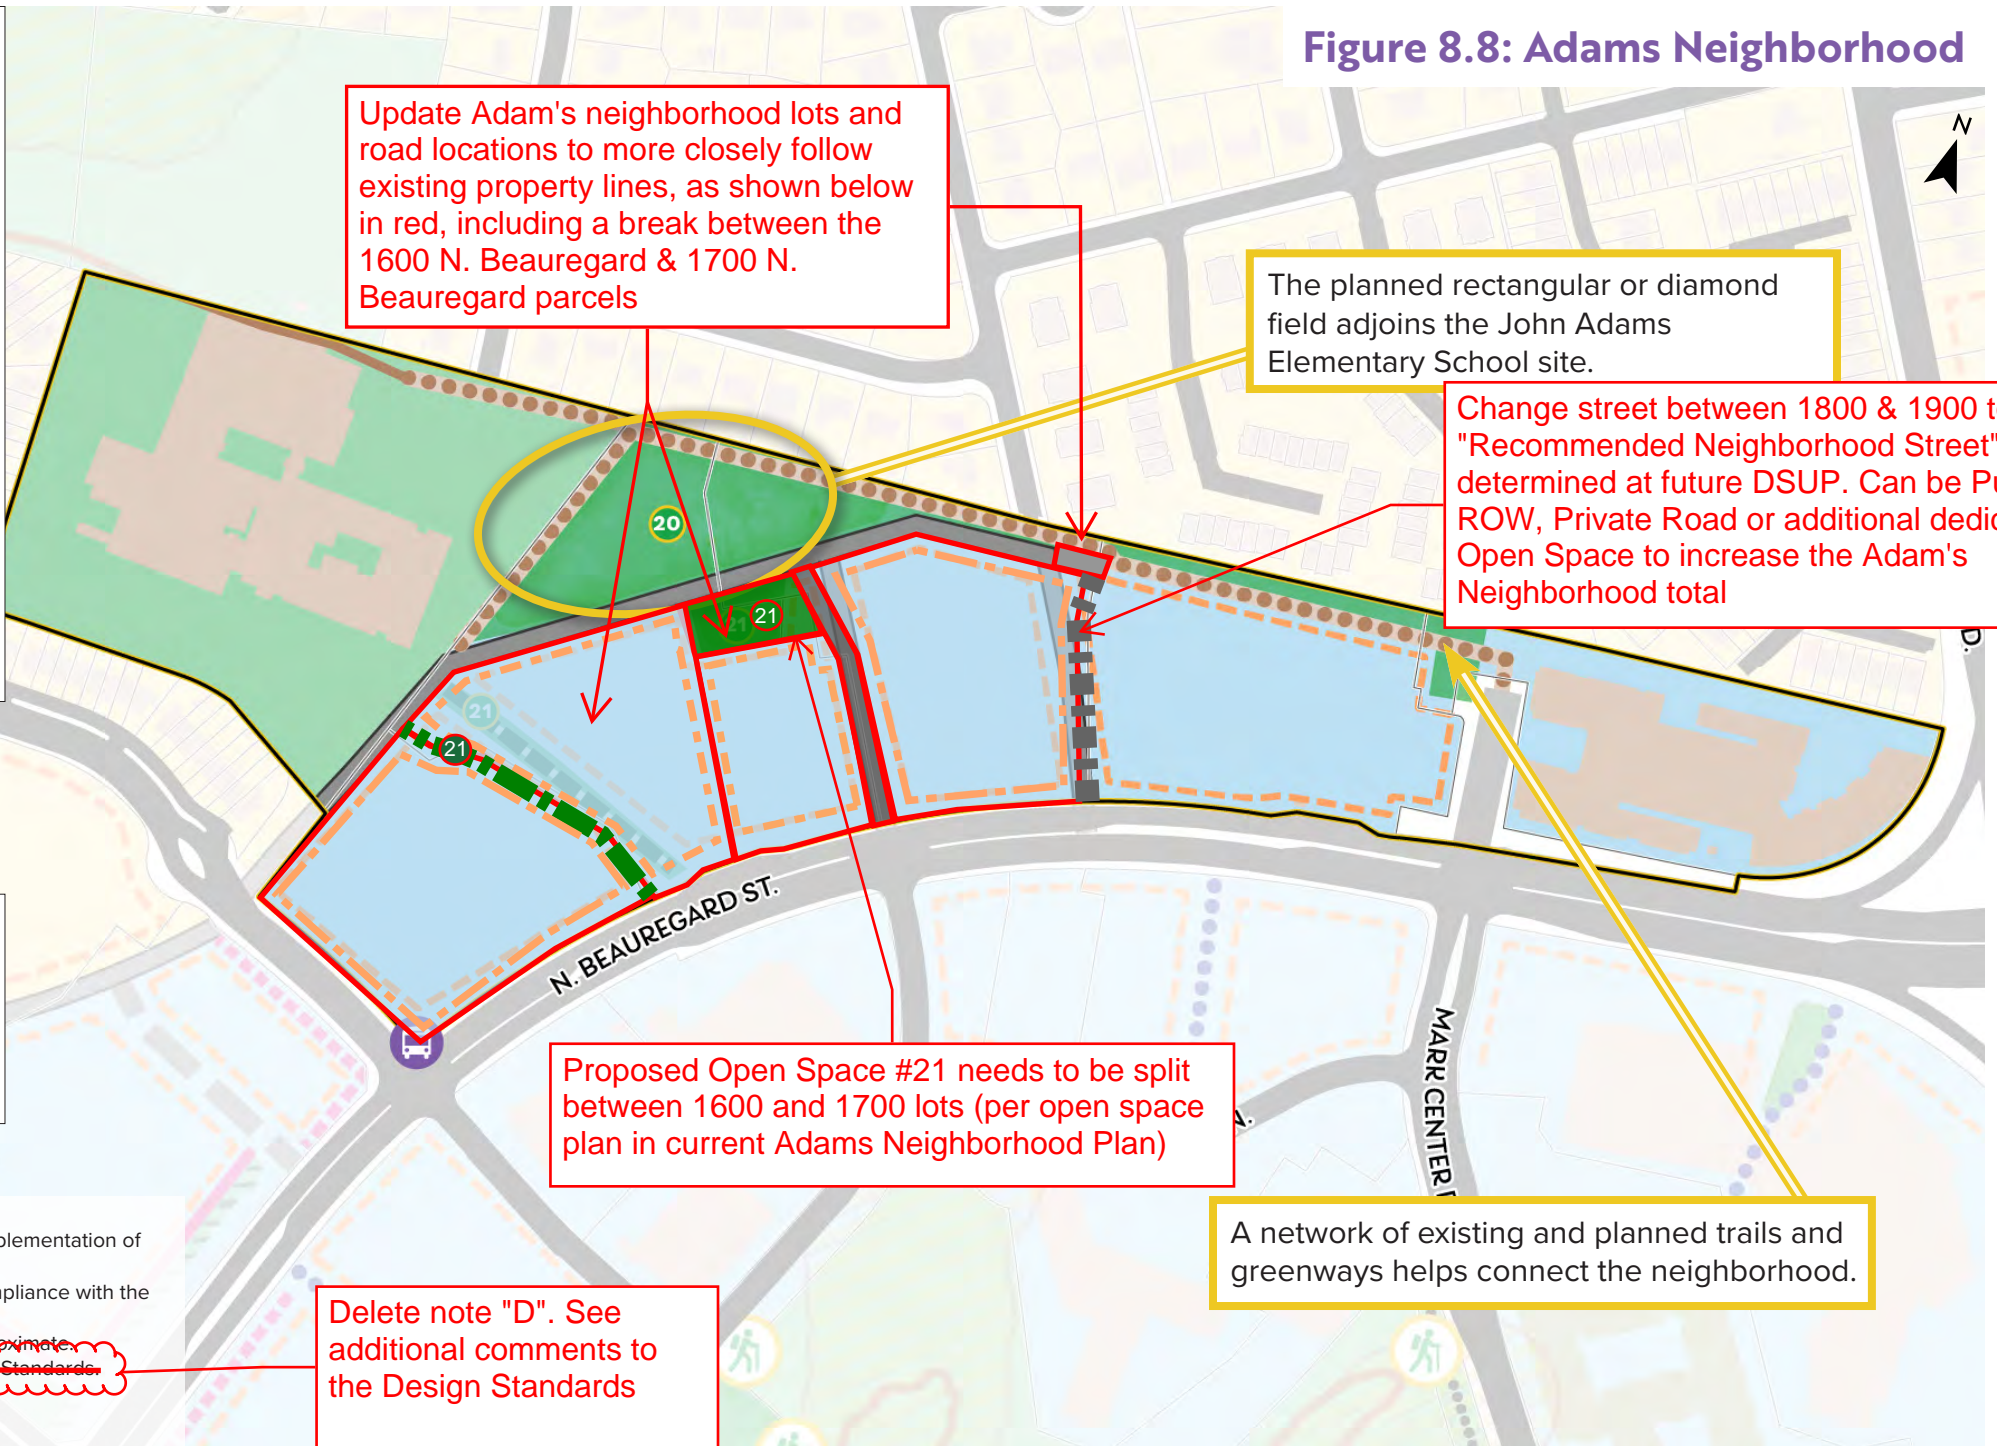 Figure 8.8: Adams Neighborhood
N
Update Adam's neighborhood lots and
road locations to more closely follow
existing property lines, as shown below
in red, including a break between the
1600 N. Beauregard & 1700 N.
Beauregard parcels
The planned rectangular or diamond
field adjoins the John Adams
Elementary School site.
Change street between 1800 & 1900 t
"Recommended Neighborhood Street"
determined at future DSUP. Can be Pu
ROW, Private Road or additional dedic
Open Space to increase the Adam's
Neighborhood total
D.
20
21
21
21
21
N. BEAUREGARD ST.
MARK CENTER
Proposed Open Space #21 needs to be split
between 1600 and 1700 lots (per open space
plan in current Adams Neighborhood Plan)
A network of existing and planned trails and
greenways helps connect the neighborhood.
plementation of
pliance with the
oximate.
Standards.
Delete note "D". See
additional comments to
the Design Standards